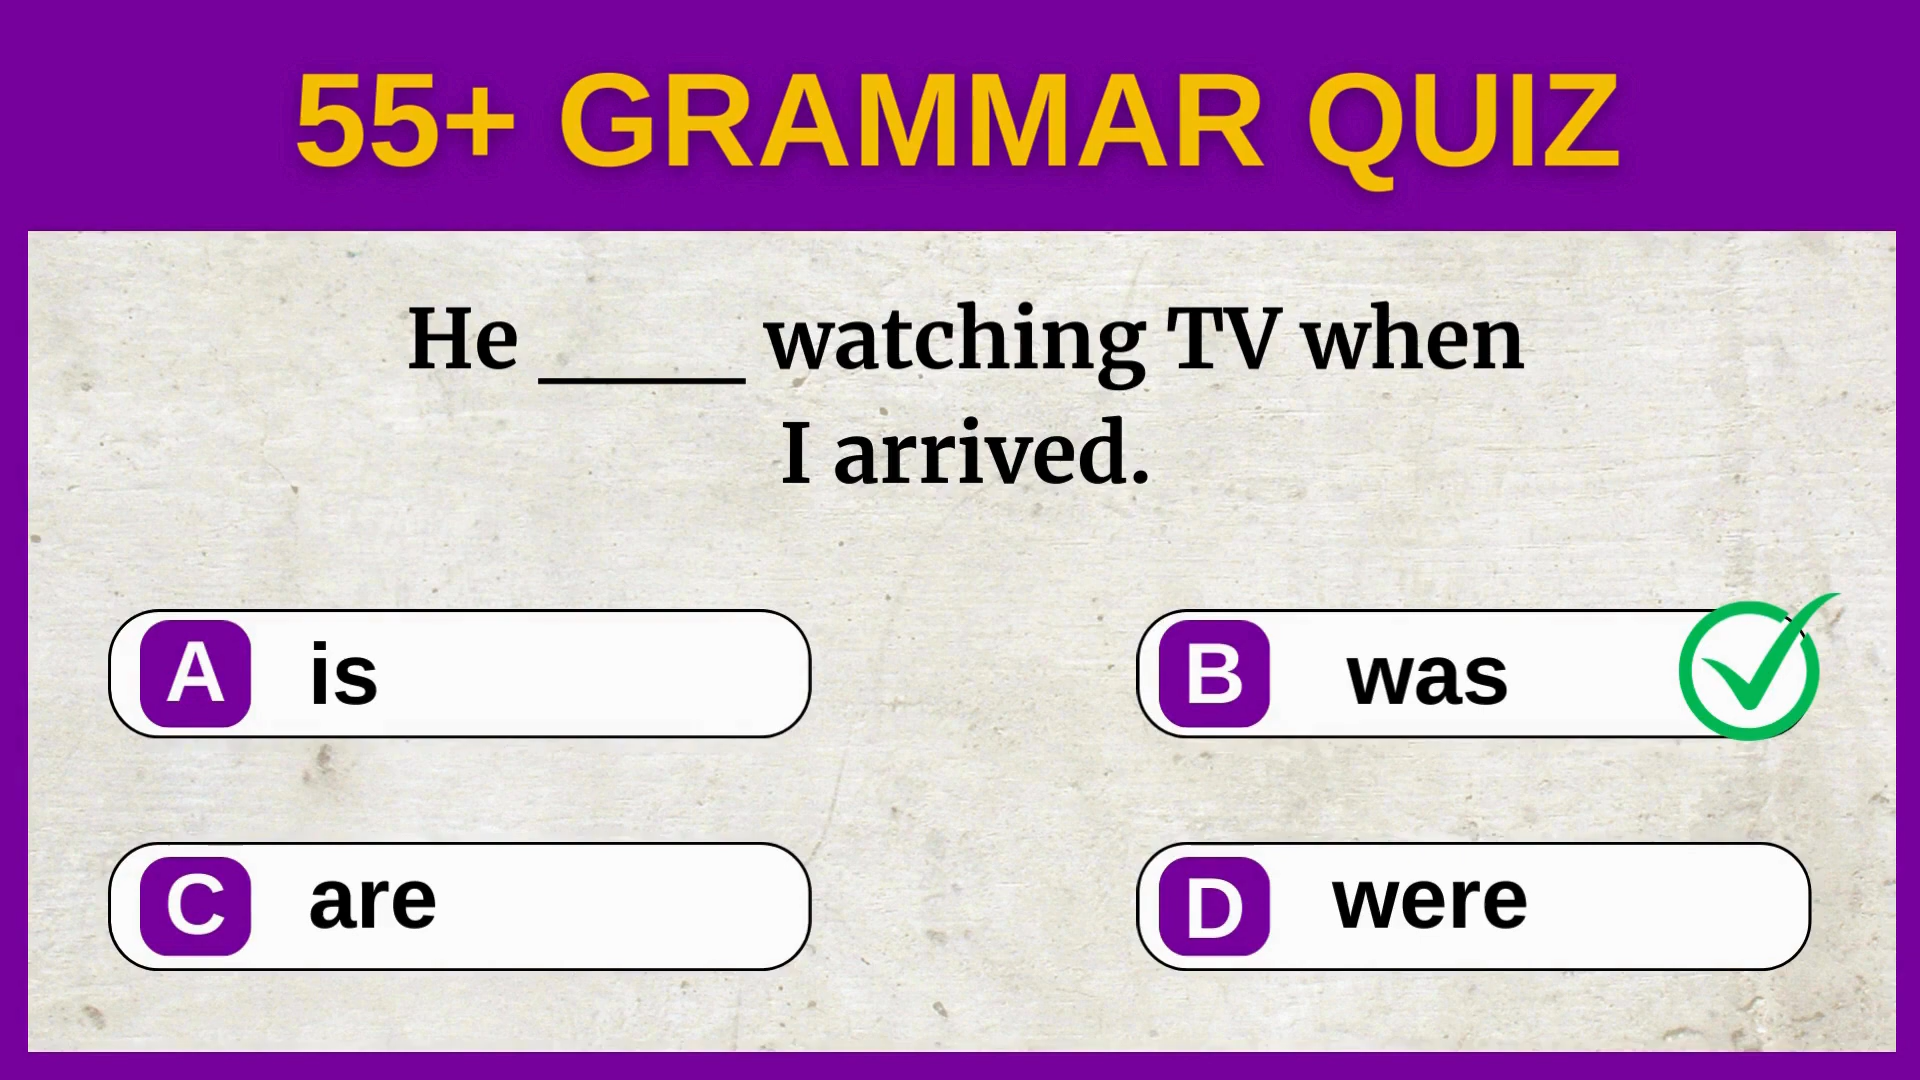 55+ GRAMMAR QUIZ
He _____ watching TV when
I arrived.
A is
B was
C are
D were